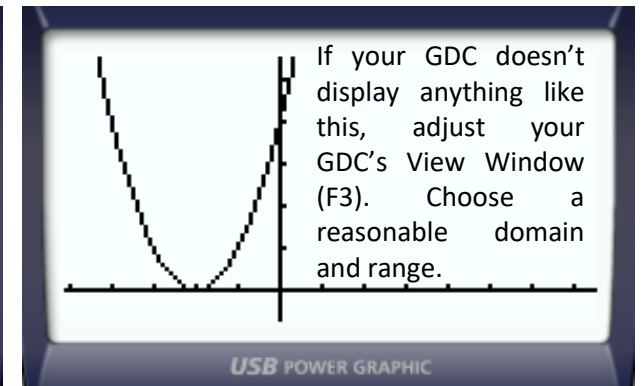 If your GDC doesn’t
display anything like
this, adjust your
GDC’s View Window
(F3). Choose a
reasonable domain
and range.
USB POWER GRAPHIC